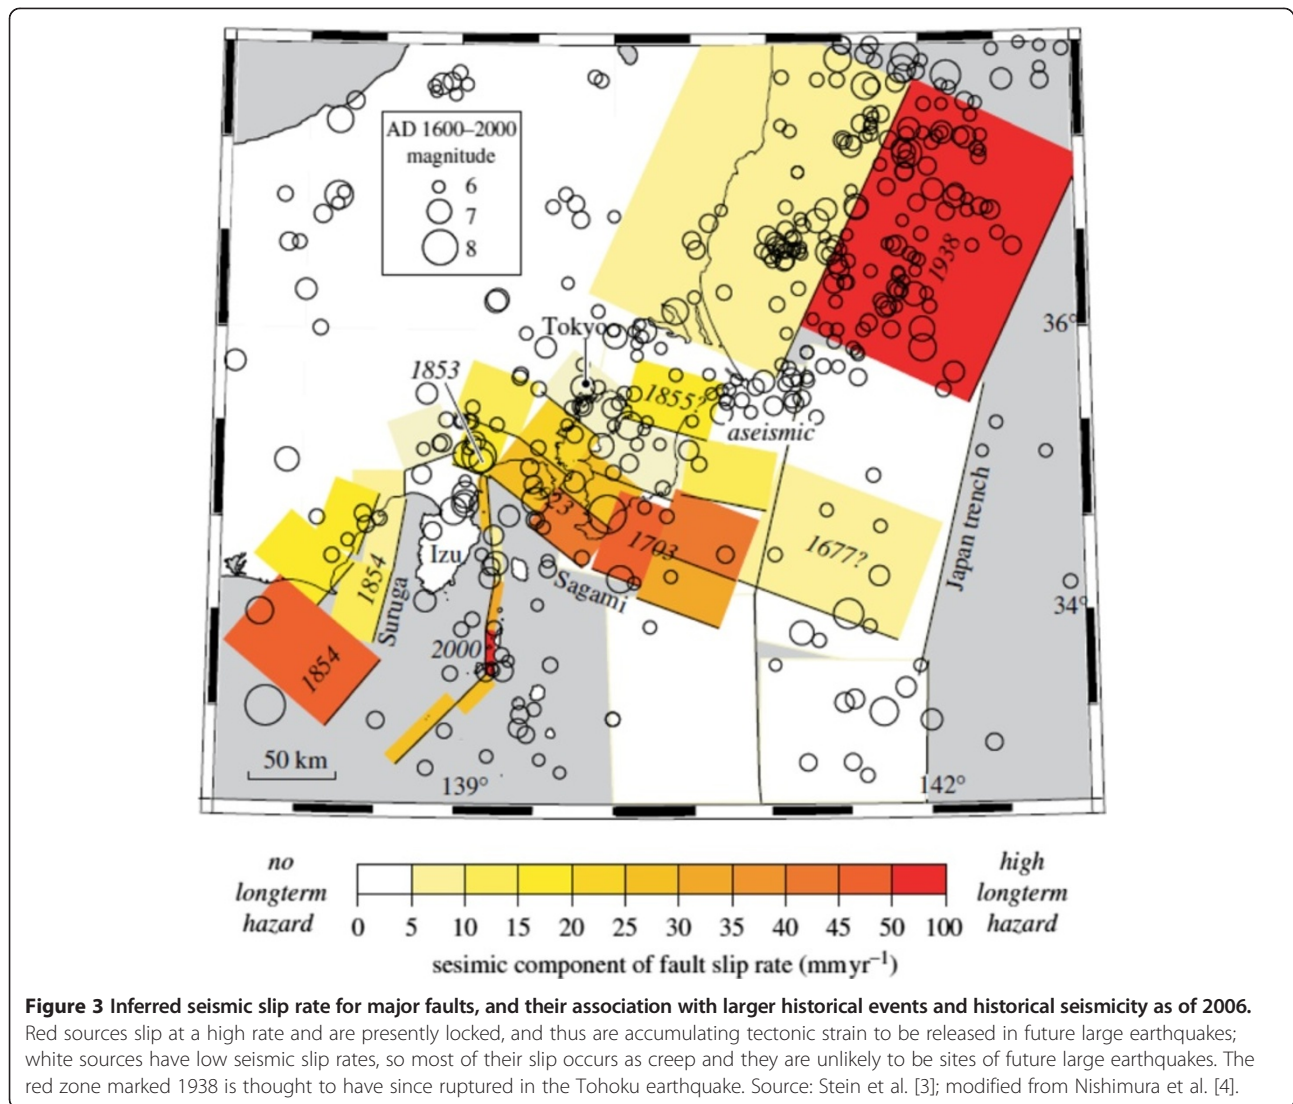 AD 1600–2000
magnitude
6
7
8
1938
36°
Tokyo
1853
1855?
aseismic
1703
1677?
Japan trench
Izu
1854
Suruga
Sagami
34°
2000
1854
50 km
139°
142°
no
longterm
hazard
high
longterm
hazard
0 5 10 15 20 25 30 35 40 45 50 100
sesimic component of fault slip rate (mm yr⁻¹)
Figure 3 Inferred seismic slip rate for major faults, and their association with larger historical events and historical seismicity as of 2006.
Red sources slip at a high rate and are presently locked, and thus are accumulating tectonic strain to be released in future large earthquakes;
white sources have low seismic slip rates, so most of their slip occurs as creep and they are unlikely to be sites of future large earthquakes. The
red zone marked 1938 is thought to have since ruptured in the Tohoku earthquake. Source: Stein et al. [3]; modified from Nishimura et al. [4].